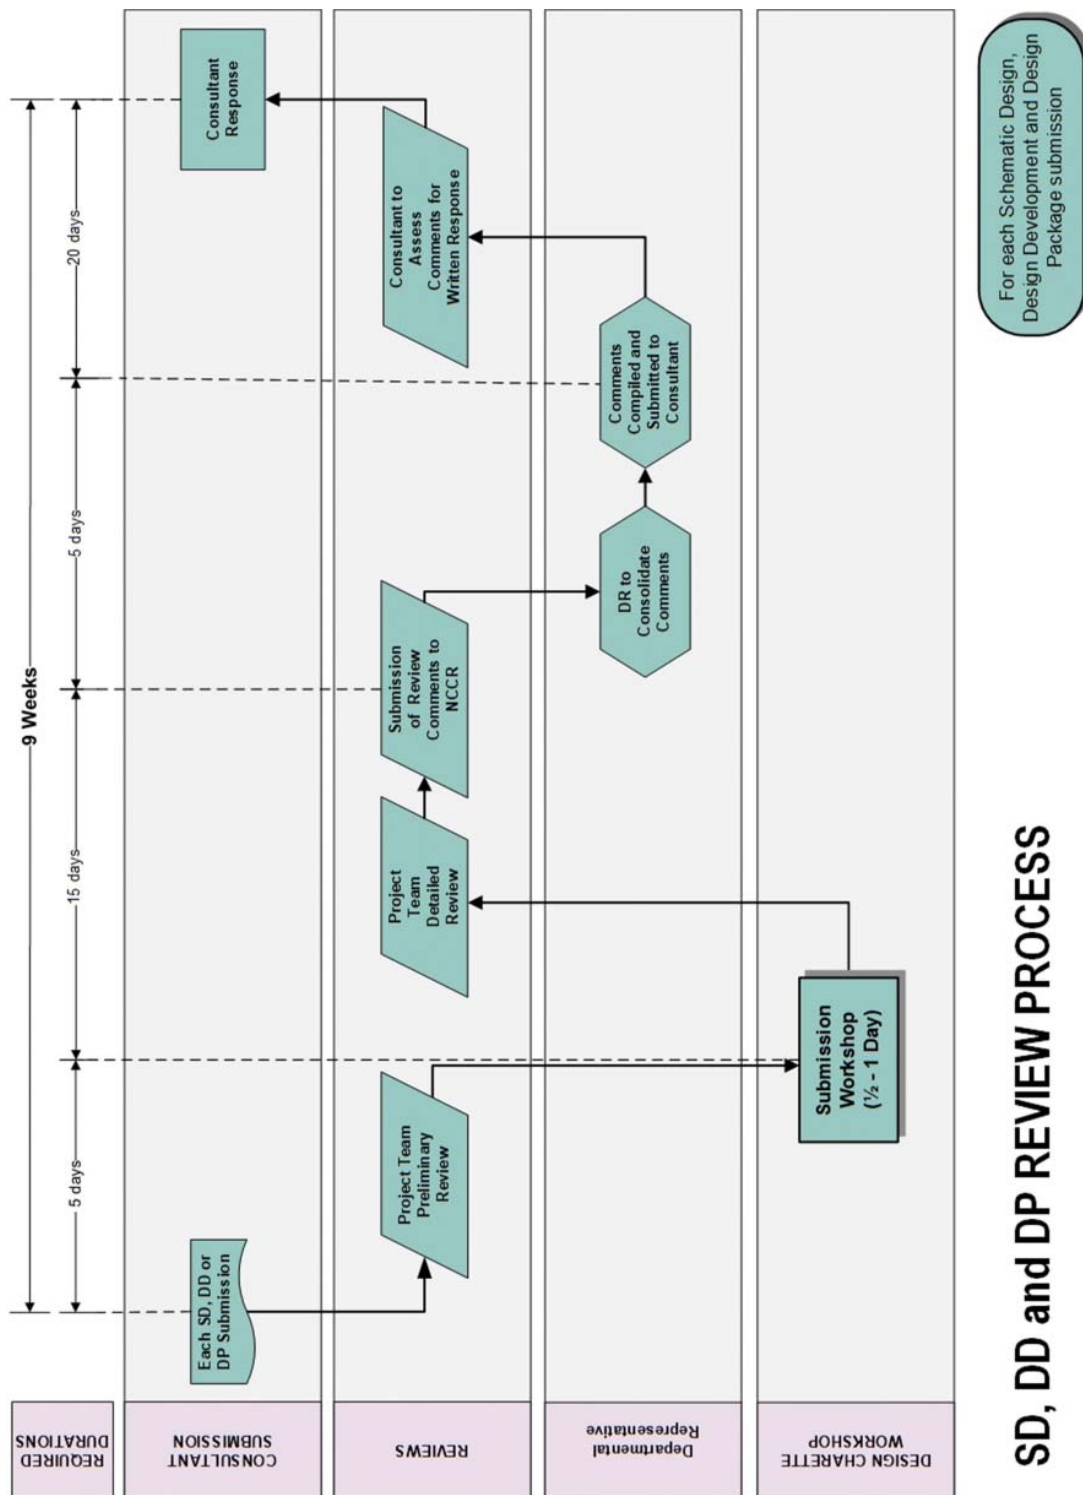 9 Weeks
5 days
15 days
5 days
20 days
REQUIRED
DURATIONS
CONSULTANT
SUBMISSION
Each SD, DD or
DP Submission
Consultant
Response
REVIEWS
Project Team
Preliminary
Review
Project
Team
Detailed
Review
Submission
of Review
Comments to
NCCR
Consultant to
Assess
Comments for
Written Response
Departmental
Representative
DR to
Consolidate
Comments
Comments
Compiled and
Submitted to
Consultant
DESIGN CHARETTE
WORKSHOP
Submission
Workshop
(½ - 1 Day)
SD, DD and DP REVIEW PROCESS
For each Schematic Design,
Design Development and Design
Package submission